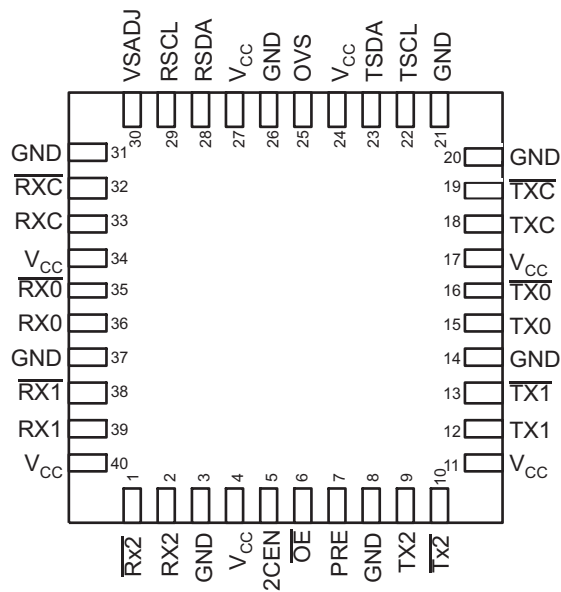 VSADJ
RSCL
RSDA
VCC
GND
OVS
VCC
TSDA
TSCL
GND
30
29
28
27
26
25
24
23
22
21
GND 31
RXC 32
RXC 33
VCC 34
RX0 35
RX0 36
GND 37
RX1 38
RX1 39
VCC 40
20 GND
19 TXC
18 TXC
17 VCC
16 TX0
15 TX0
14 GND
13 TX1
12 TX1
11 VCC
1
2
3
4
5
6
7
8
9
10
Rx2
RX2
GND
VCC
2CEN
OE
PRE
GND
TX2
Tx2